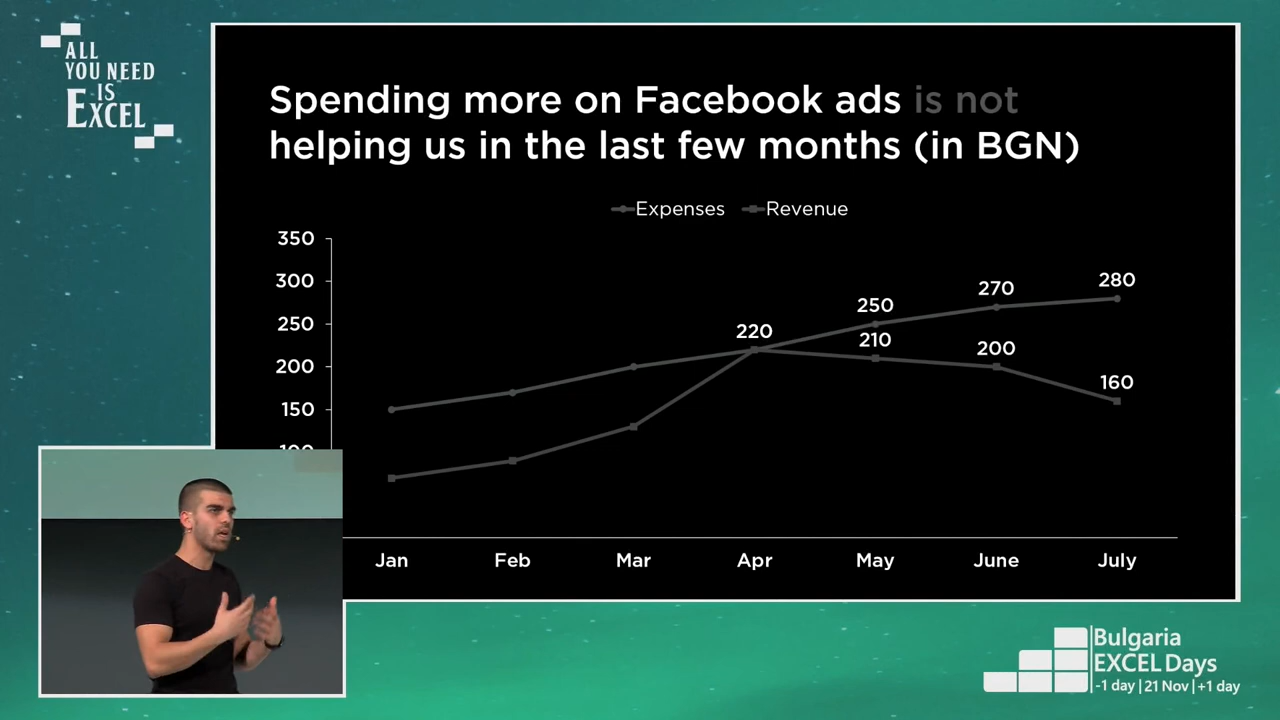 ALL
YOU NEED
IS
EXCEL
Spending more on Facebook ads is not
helping us in the last few months (in BGN)
Expenses Revenue
350
300
250
200
150
100
220
250
270
280
210
200
160
Jan Feb Mar Apr May June July
Bulgaria
EXCEL Days
-1 day | 21 Nov | +1 day